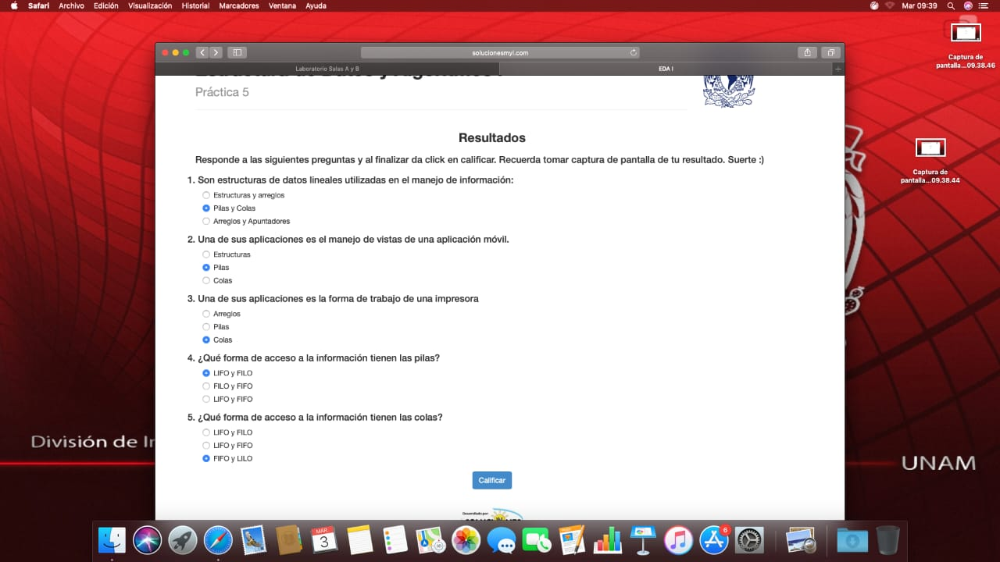 Safari Archivo Edición Visualización Historial Marcadores Ventana Ayuda
Mar 09:39
Captura de
pantalla...09.38.46
Captura de
pantalla...09.38.44
solucionesmyl.com
Laboratorio Salas A y B
EDA I
Práctica 5
Resultados
Responde a las siguientes preguntas y al finalizar da click en calificar. Recuerda tomar captura de pantalla de tu resultado. Suerte :)
1. Son estructuras de datos lineales utilizadas en el manejo de información:
Estructuras y arreglos
Pilas y Colas
Arreglos y Apuntadores
2. Una de sus aplicaciones es el manejo de vistas de una aplicación móvil.
Estructuras
Pilas
Colas
3. Una de sus aplicaciones es la forma de trabajo de una impresora
Arreglos
Pilas
Colas
4. ¿Qué forma de acceso a la información tienen las pilas?
LIFO y FILO
FILO y FIFO
LIFO y FIFO
5. ¿Qué forma de acceso a la información tienen las colas?
LIFO y FILO
LIFO y FIFO
FIFO y LILO
Calificar
Desarrollado por:
División de In
UNAM
MAR
3
6